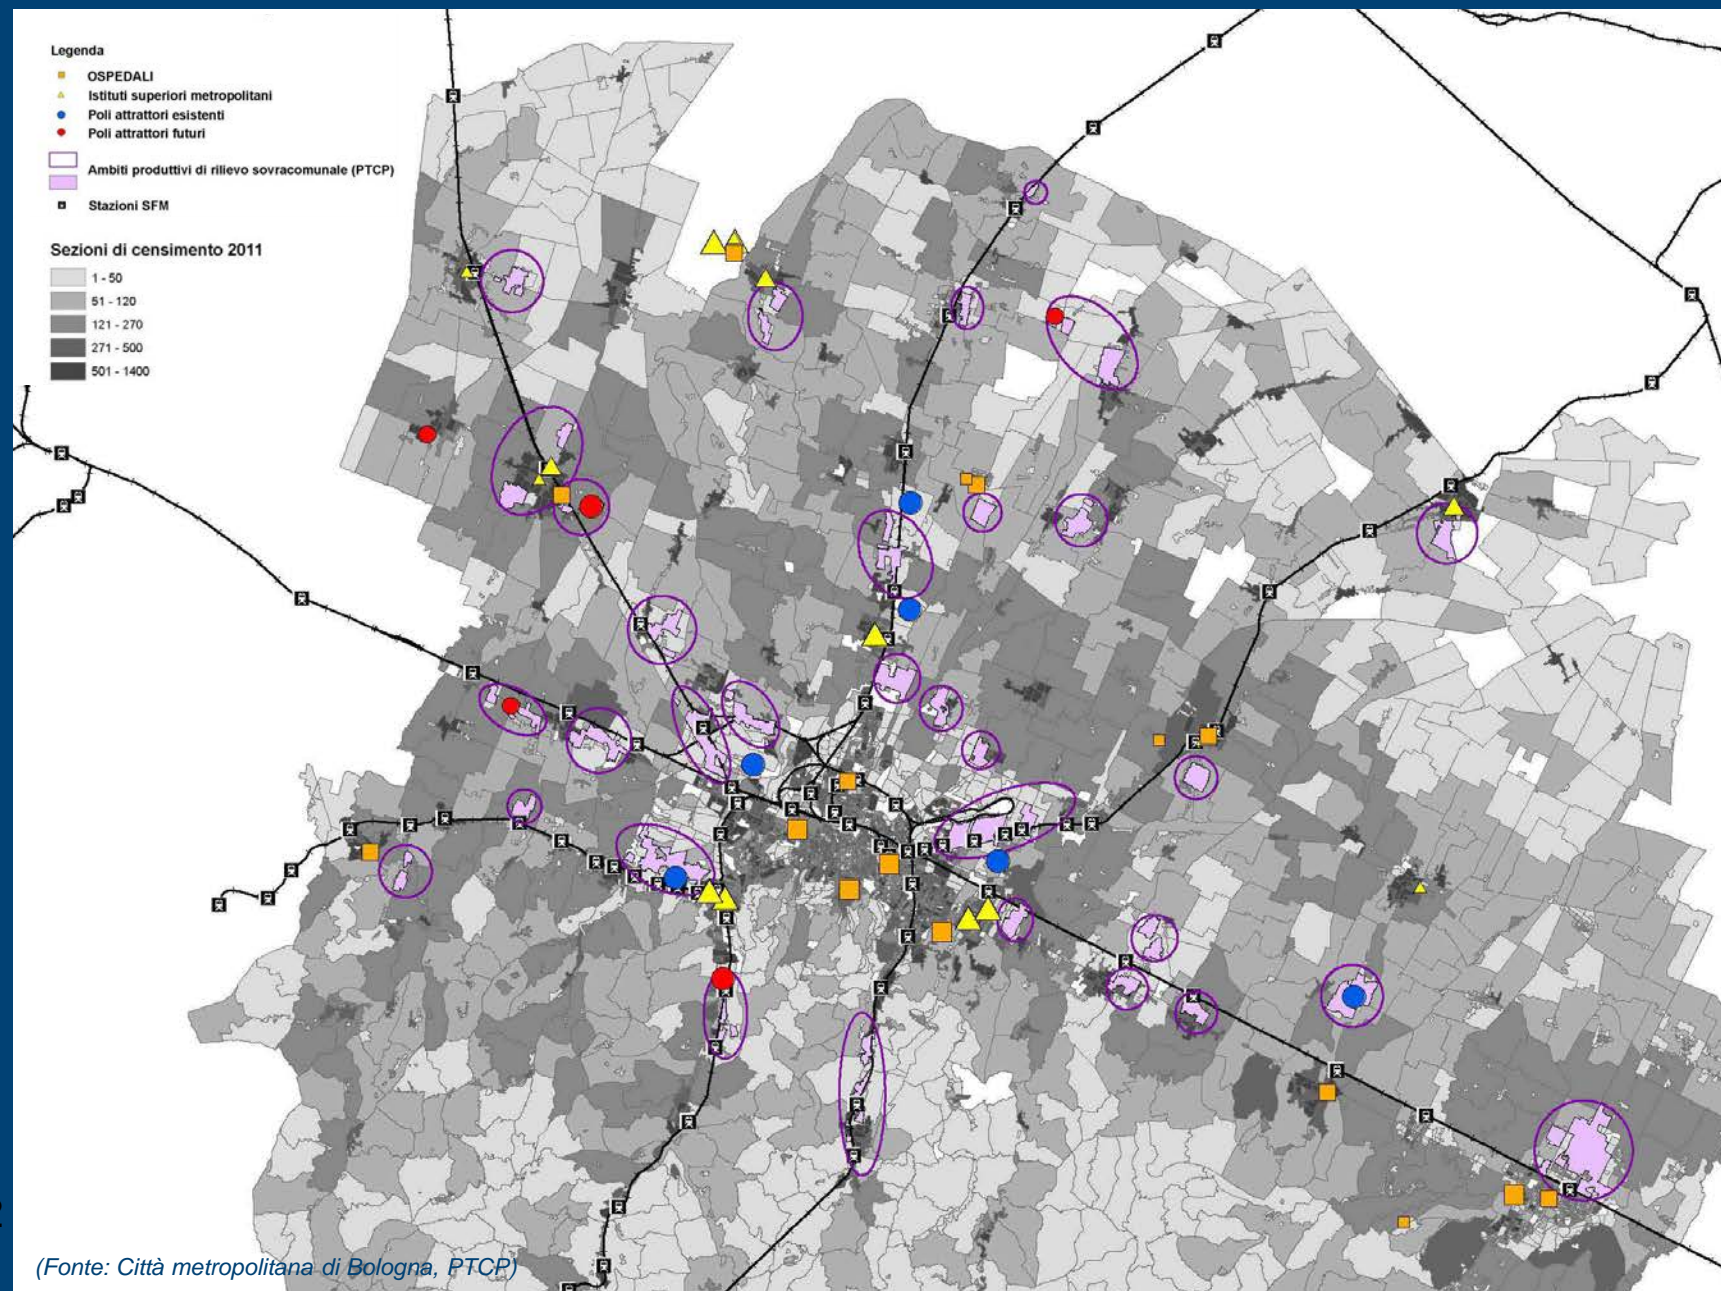 Legenda
OSPEDALI
Istituti superiori metropolitani
Poli attrattori esistenti
Poli attrattori futuri
Ambiti produttivi di rilievo sovracomunale (PTCP)
Stazioni SFM
Sezioni di censimento 2011
1 - 50
51 - 120
121 - 270
271 - 500
501 - 1400
(Fonte: Città metropolitana di Bologna, PTCP)